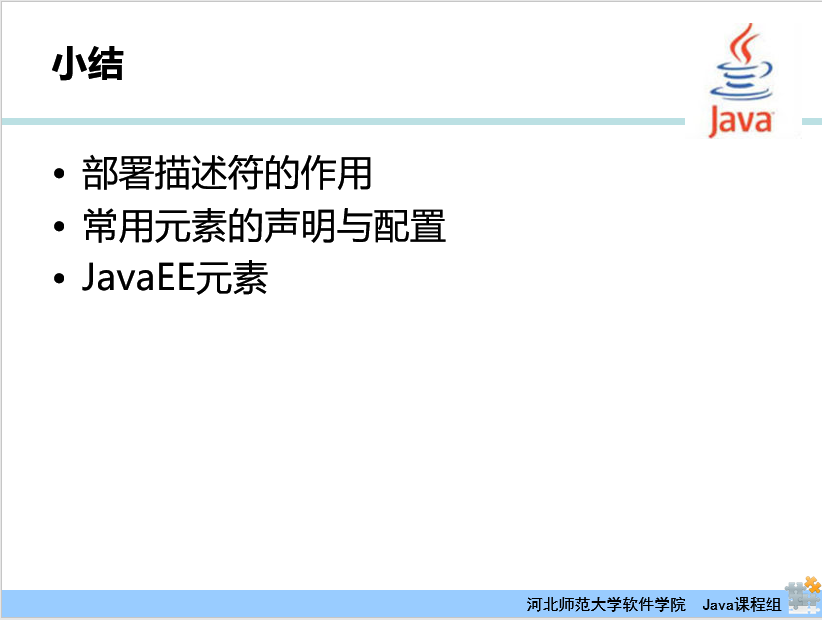 小结
Java
• 部署描述符的作用
• 常用元素的声明与配置
• JavaEE元素
河北师范大学软件学院 Java课程组